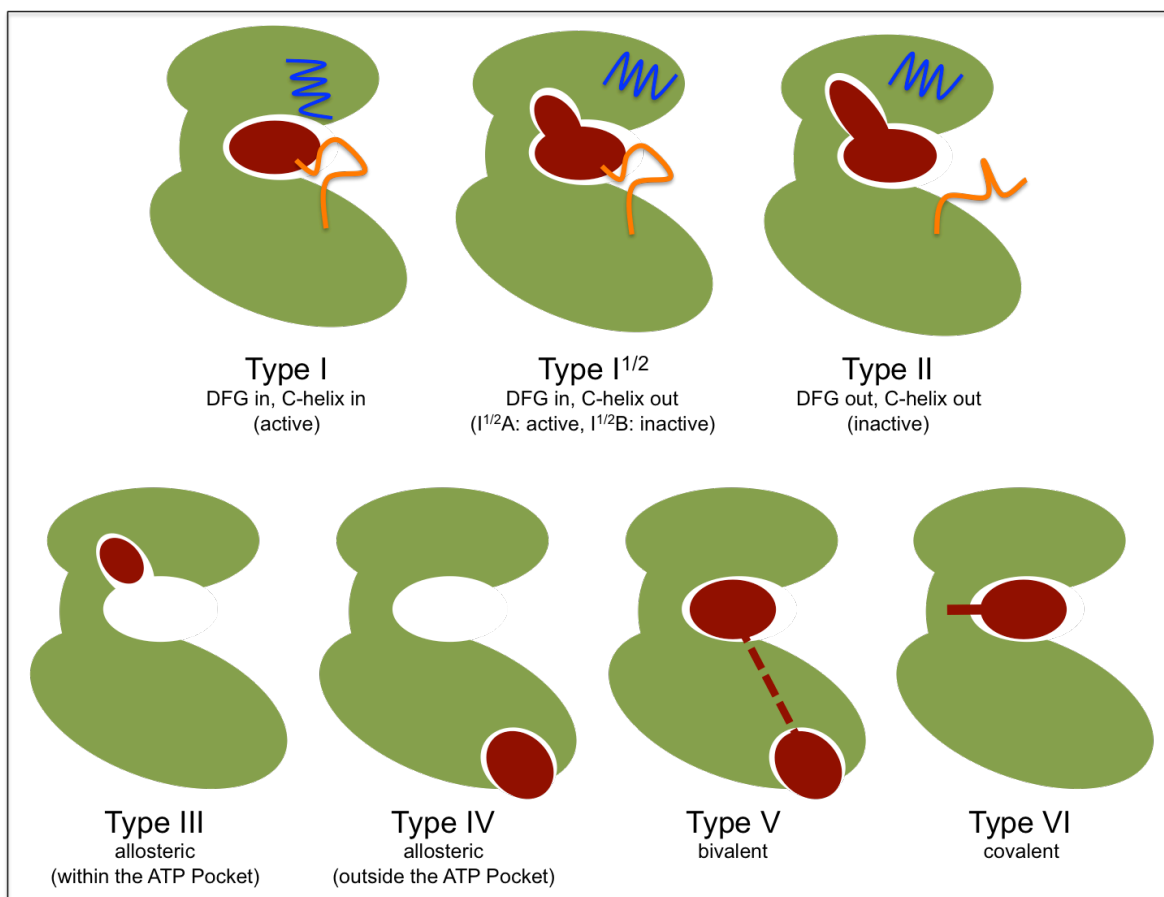 Type I
DFG in, C-helix in
(active)
Type I1/2
DFG in, C-helix out
(I1/2A: active, I1/2B: inactive)
Type II
DFG out, C-helix out
(inactive)
Type III
allosteric
(within the ATP Pocket)
Type IV
allosteric
(outside the ATP Pocket)
Type V
bivalent
Type VI
covalent